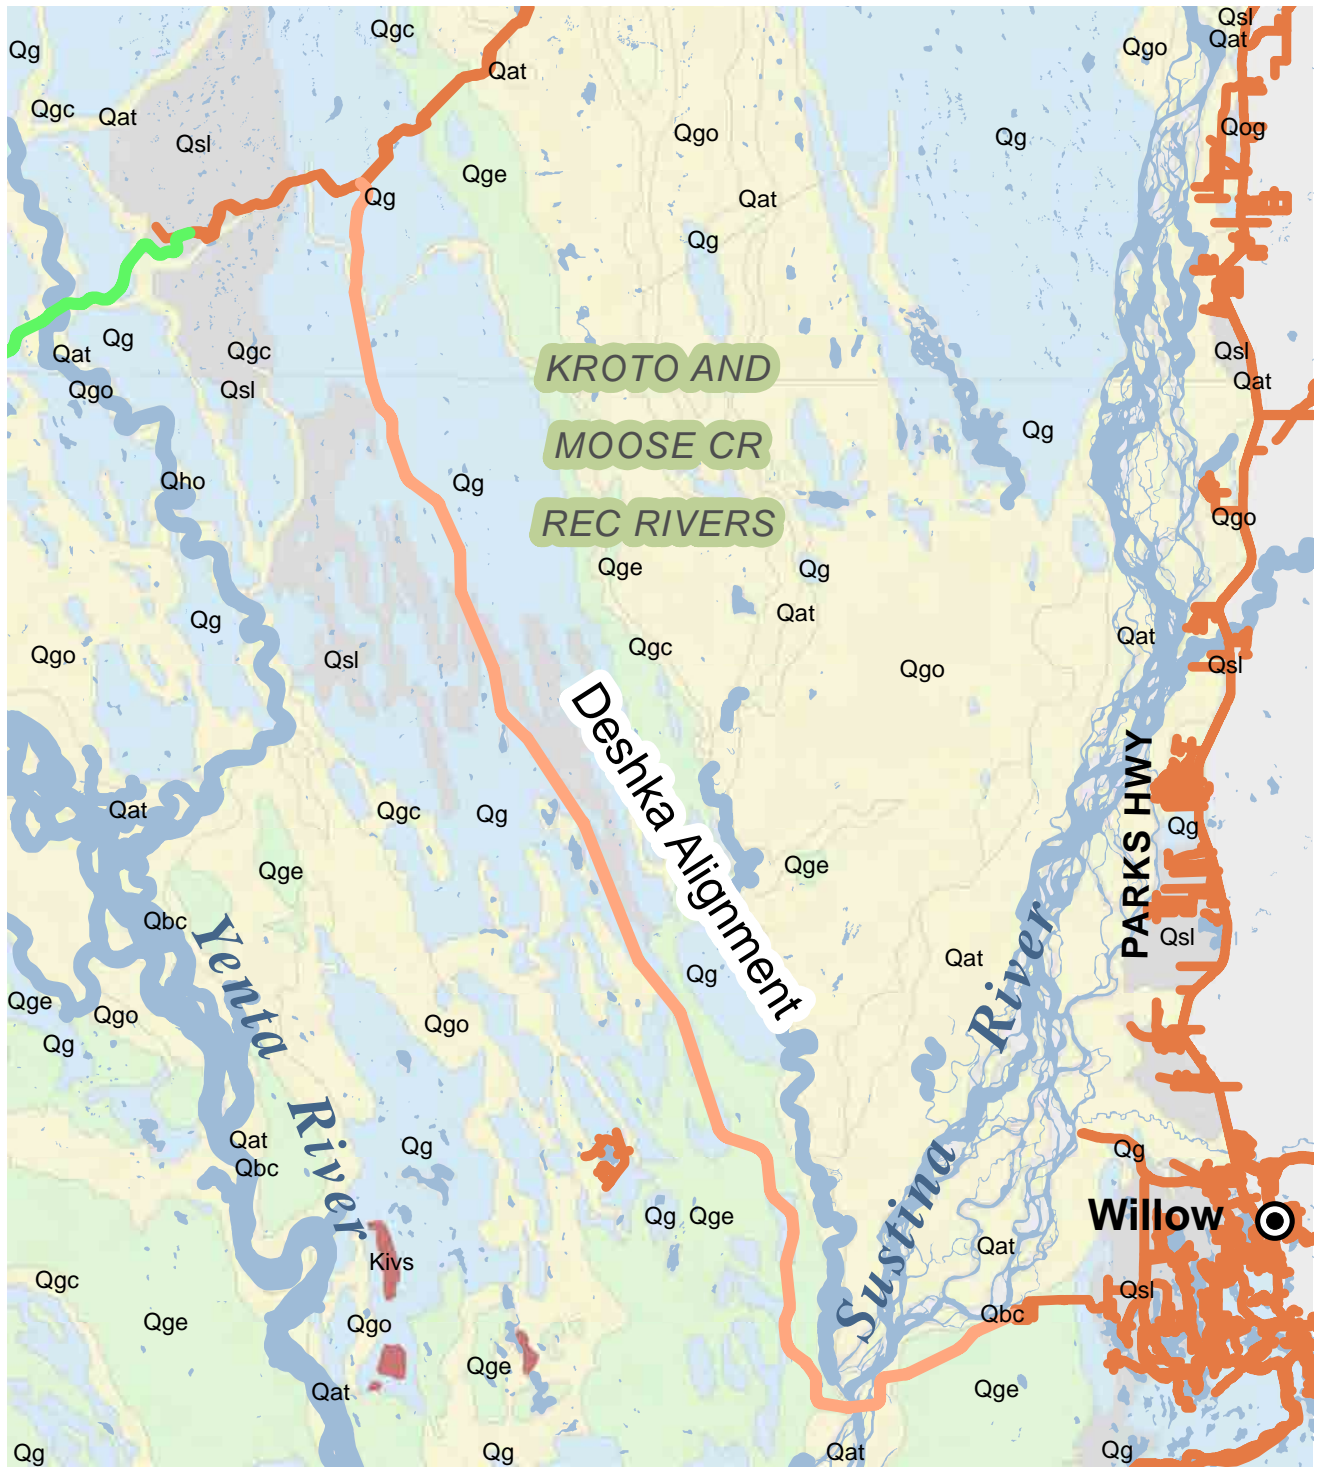 Qsl
Qgc
Qat
Qg
Qgo
Qat
Qgc
Qat
Qog
Qgo
Qg
Qsl
Qge
Qg
Qat
Qg
Qg
Qgc
Qsl
Qat
KROTO AND
Qat
Qgo
Qsl
MOOSE CR
Qg
Qho
Qg
REC RIVERS
Qgo
Qge
Qg
Qg
Qat
Qat
Qgo
Qsl
Qgc
Qgo
Qsl
Deshka Alignment
PARKS HWY
Qat
Qgc
Qg
Qg
Qge
Qge
Qbc
Yenta River
Qsl
Qat
Qg
Sustina River
Qge
Qgo
Qgo
Qg
Qat
Qg
Qg
Qbc
Qg
Qge
Willow
Qat
Kivs
Qgc
Qsl
Qge
Qgo
Qbc
Qge
Qat
Qge
Qg
Qg
Qat
Qg